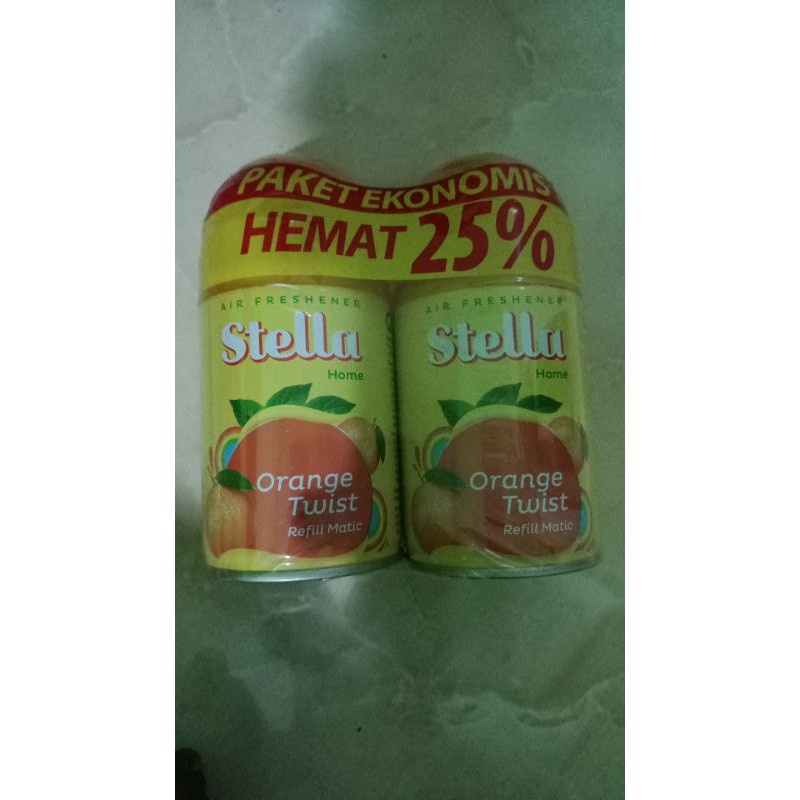 PAKET EKONOMIS
HEMAT 25%
AIR FRESHENER
Stella
Home
Orange
Twist
Refill Matic
AIR FRESHENER
Stella
Home
Orange
Twist
Refill Matic